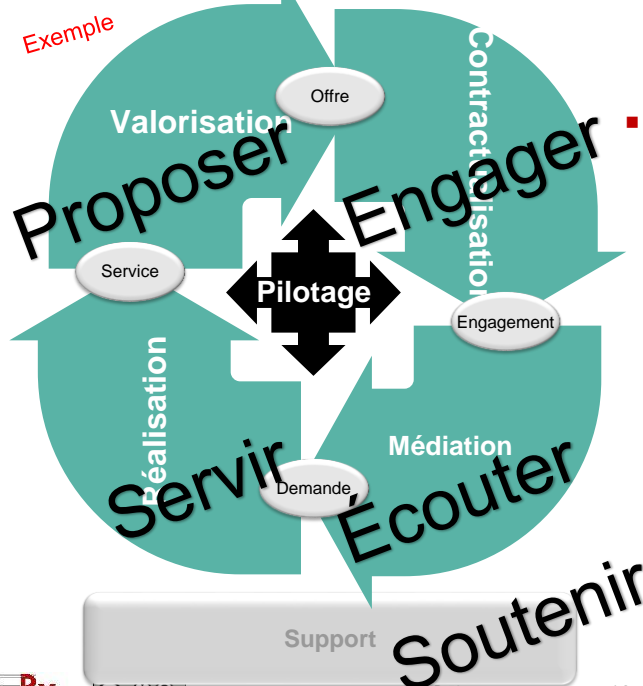 Exemple
Offre
Valorisation
Contractualisation
Proposer
Engager
Service
Pilotage
Engagement
Réalisation
Médiation
Servir
Demande
Écouter
Support
Soutenir